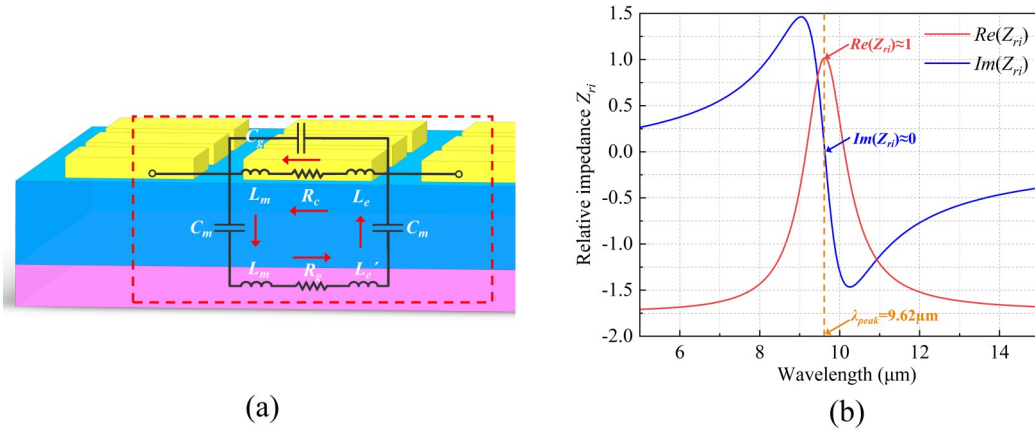 C_g
L_m R_c L_e
C_m C_m
L_m R_g L_e′
(a)
(b)
Re(Z_ri)
Im(Z_ri)
Re(Z_ri)≈1
Im(Z_ri)≈0
λ_peak=9.62μm
Relative impedance Z_ri
1.5
1.0
0.5
0.0
-0.5
-1.0
-1.5
-2.0
6 8 10 12 14
Wavelength (μm)